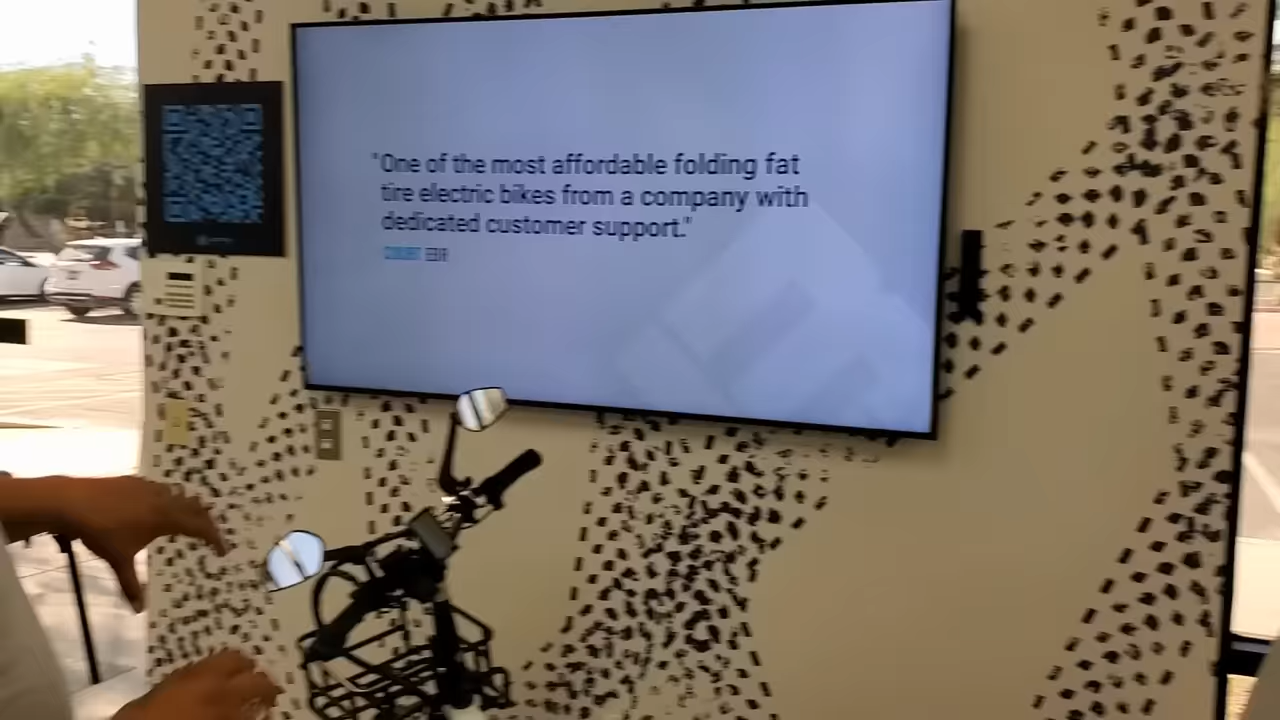 "One of the most affordable folding fat
tire electric bikes from a company with
dedicated customer support."